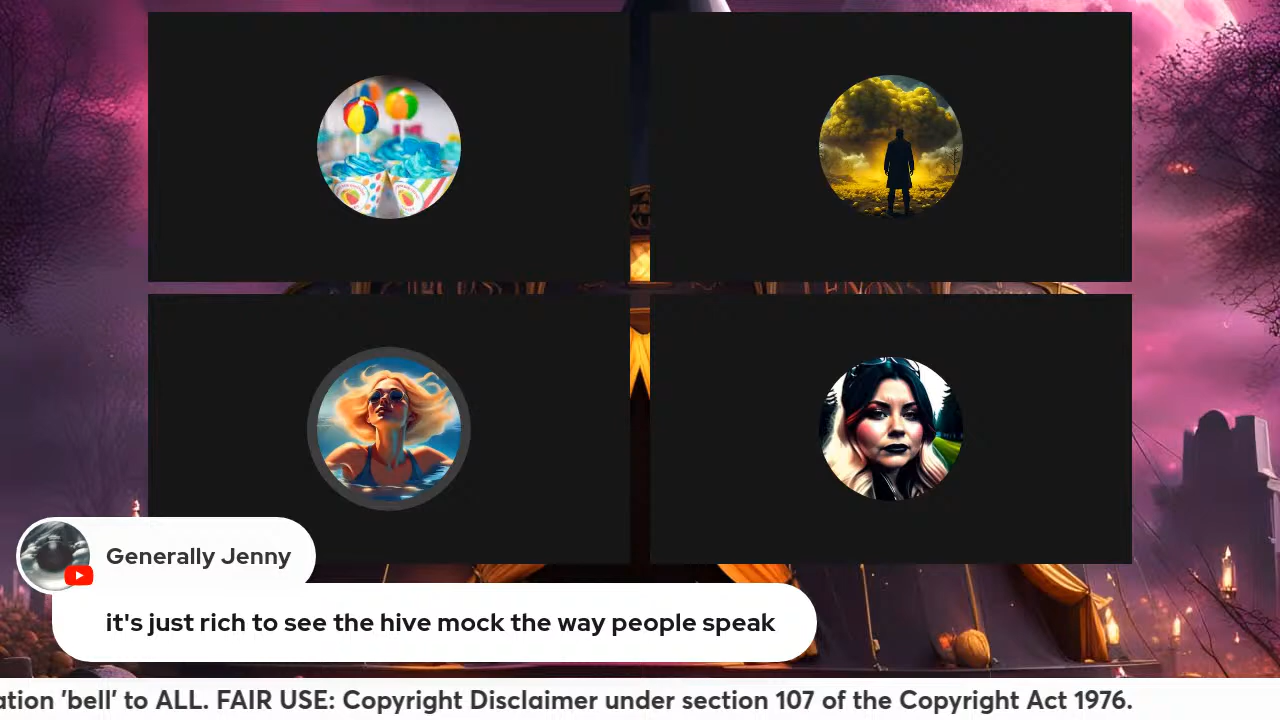 Generally Jenny
it's just rich to see the hive mock the way people speak
ation 'bell' to ALL. FAIR USE: Copyright Disclaimer under section 107 of the Copyright Act 1976.